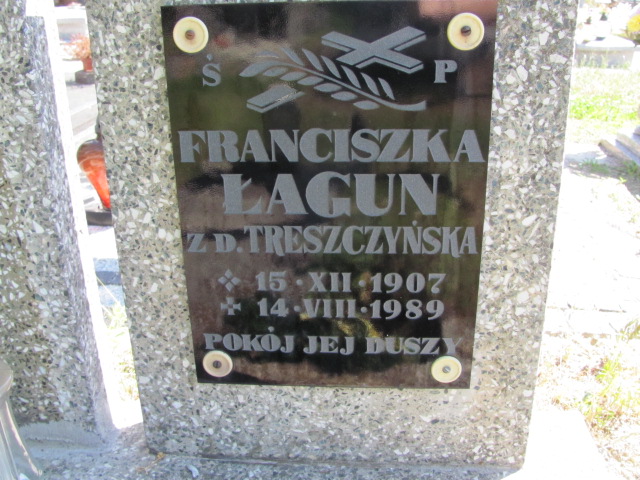 Ś P
FRANCISZKA
ŁAGUN
Z D. TRESZCZYŃSKA
15 · XII · 1907
14 · VIII · 1989
POKÓJ JEJ DUSZY